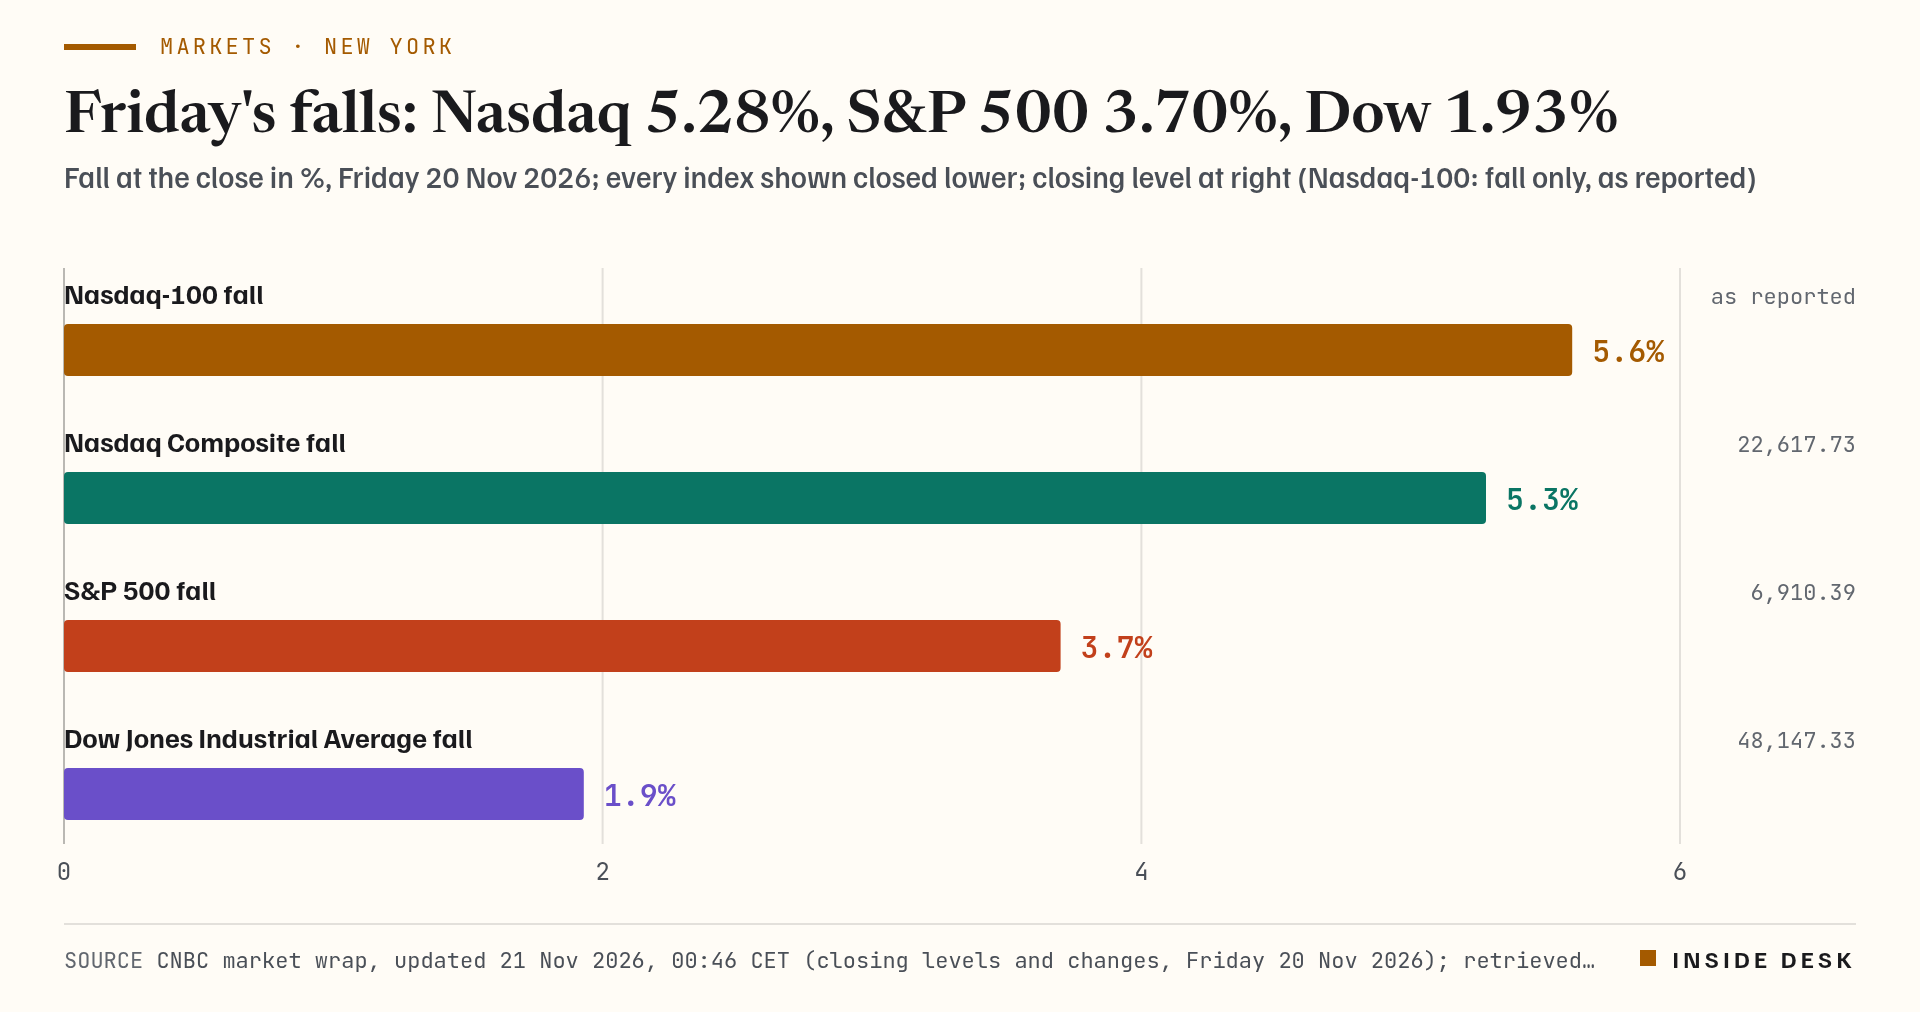 MARKETS · NEW YORK
Friday's falls: Nasdaq 5.28%, S&P 500 3.70%, Dow 1.93%
Fall at the close in %, Friday 20 Nov 2026; every index shown closed lower; closing level at right (Nasdaq-100: fall only, as reported)
Nasdaq-100 fall as reported
5.6%
Nasdaq Composite fall 22,617.73
5.3%
S&P 500 fall 6,910.39
3.7%
Dow Jones Industrial Average fall 48,147.33
1.9%
0 2 4 6
SOURCE CNBC market wrap, updated 21 Nov 2026, 00:46 CET (closing levels and changes, Friday 20 Nov 2026); retrieved… INSIDE DESK